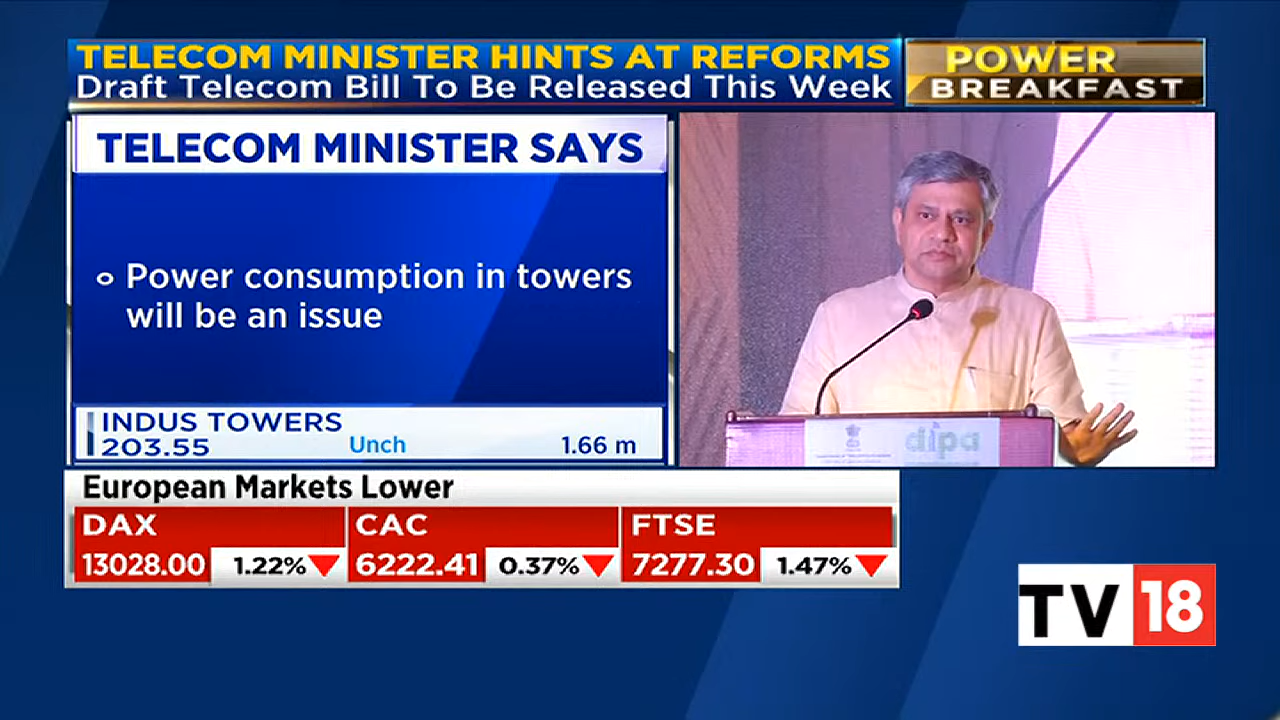 TELECOM MINISTER HINTS AT REFORMS
Draft Telecom Bill To Be Released This Week
POWER
BREAKFAST
TELECOM MINISTER SAYS
o Power consumption in towers
will be an issue
INDUS TOWERS
203.55 Unch 1.66 m
dipa
European Markets Lower
DAX CAC FTSE
13028.00 1.22% ▼ 6222.41 0.37% ▼ 7277.30 1.47% ▼
TV 18